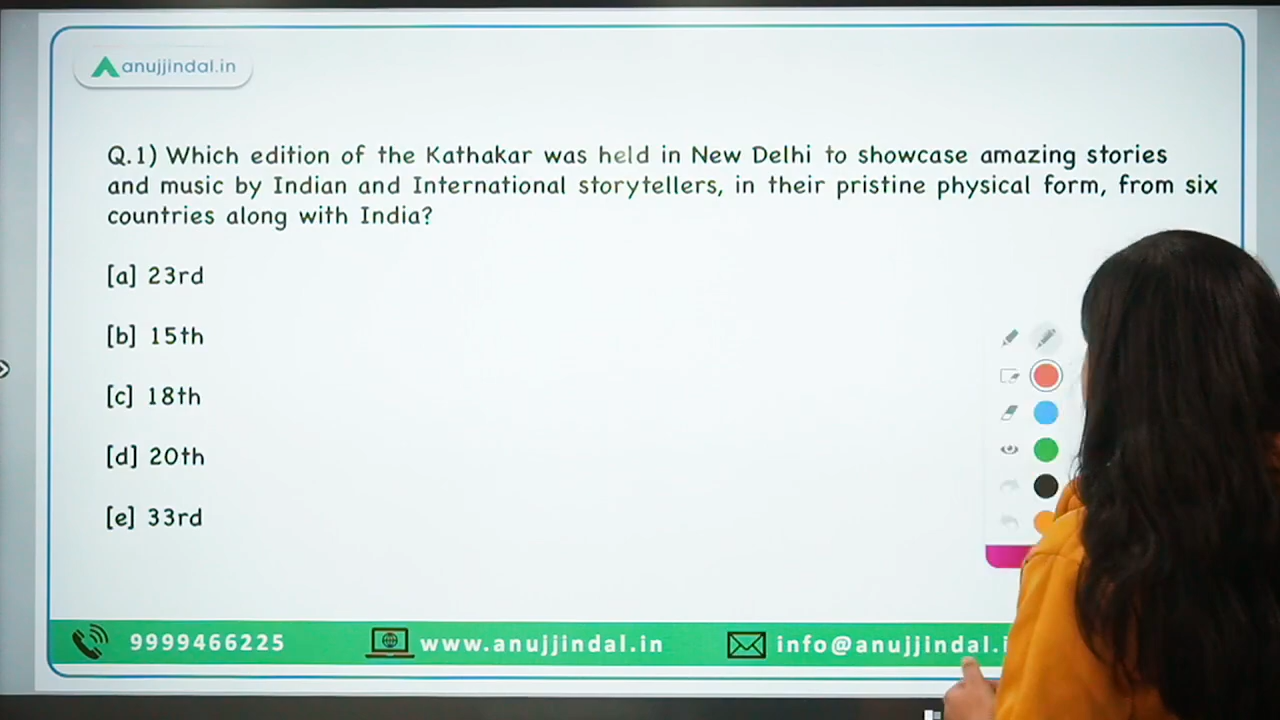 anujjindal.in
Q.1) Which edition of the Kathakar was held in New Delhi to showcase amazing stories
and music by Indian and International storytellers, in their pristine physical form, from six
countries along with India?
[a] 23rd
[b] 15th
[c] 18th
[d] 20th
[e] 33rd
9999466225
www.anujjindal.in
info@anujjindal.i